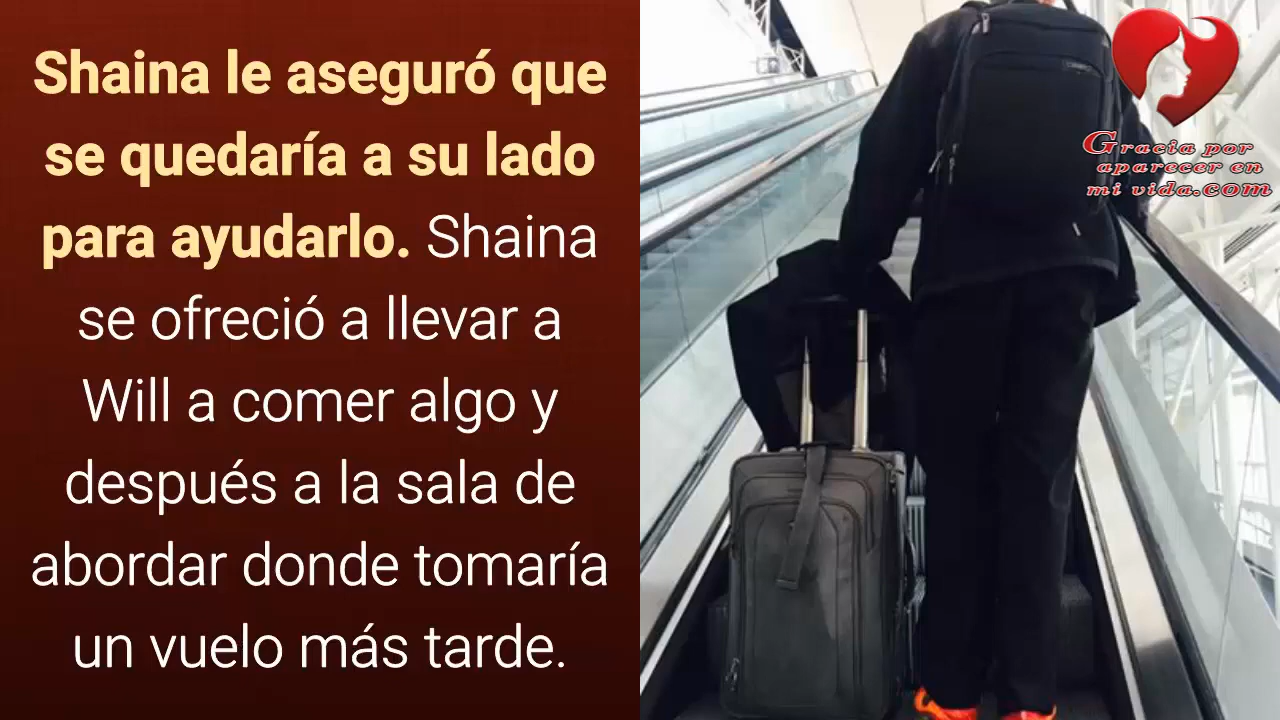 Shaina le aseguró que
se quedaría a su lado
para ayudarlo. Shaina
se ofreció a llevar a
Will a comer algo y
después a la sala de
abordar donde tomaría
un vuelo más tarde.
Gracia por
aparecer en
mi vida.com